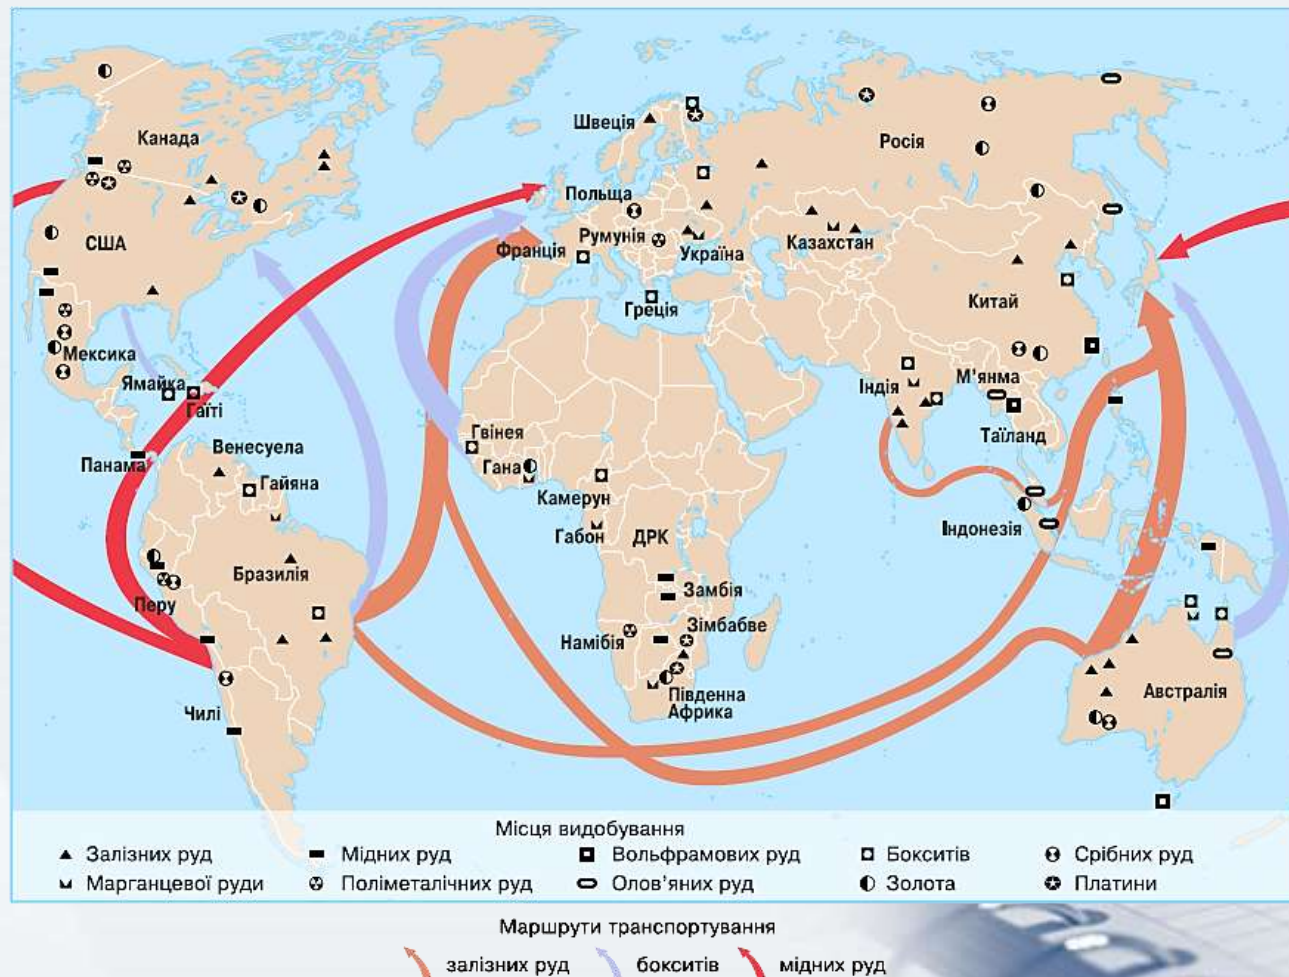 Канада
Швеція
Росія
Польща
США
Румунія
Казахстан
Франція
Україна
Китай
Греція
Мексика
Ямайка
Індія
М'янма
Гаїті
Таїланд
Гвінея
Венесуела
Панама
Гана
Гайяна
Камерун
Індонезія
Габон
ДРК
Бразилія
Замбія
Перу
Зімбабве
Намібія
Південна
Африка
Австралія
Чилі
Місця видобування
Залізних руд
Мідних руд
Вольфрамових руд
Бокситів
Срібних руд
Марганцевої руди
Поліметалічних руд
Олов'яних руд
Золота
Платини
Маршрути транспортування
залізних руд
бокситів
мідних руд